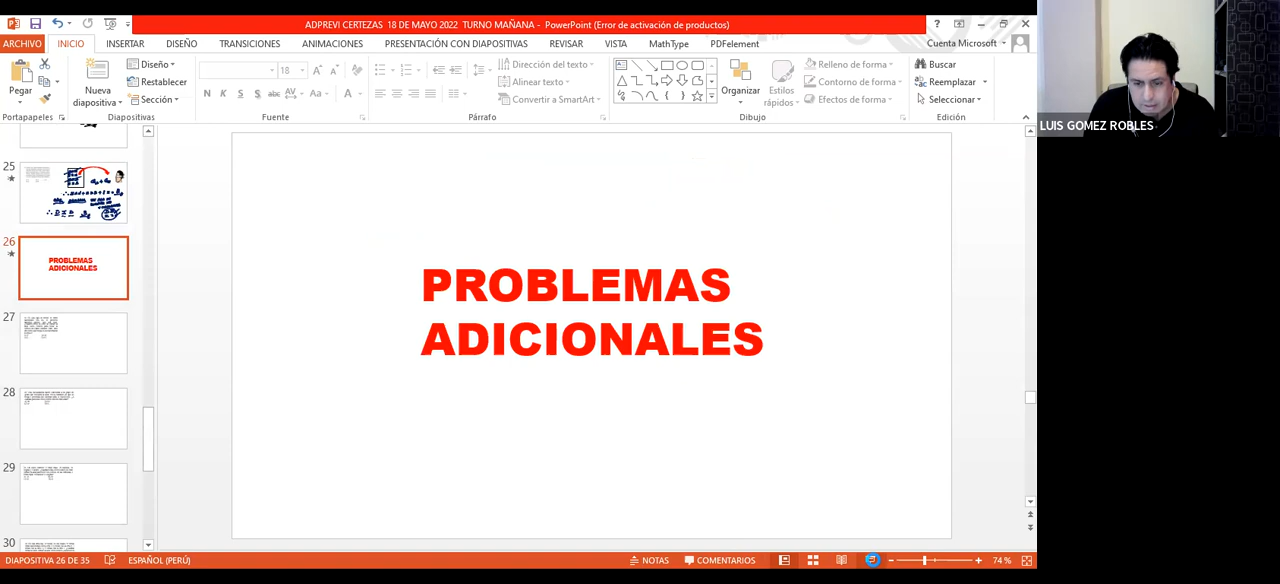 ADPREVI CERTEZAS 18 DE MAYO 2022 TURNO MAÑANA - PowerPoint (Error de activación de productos)
ARCHIVO INICIO INSERTAR DISEÑO TRANSICIONES ANIMACIONES PRESENTACIÓN CON DIAPOSITIVAS REVISAR VISTA MathType PDFelement Cuenta Microsoft
Pegar
Portapapeles
Nueva diapositiva
Diseño
Restablecer
Sección
Diapositivas
18
N K S S abc AV Aa A
Fuente
Dirección del texto
Alinear texto
Convertir a SmartArt
Párrafo
Organizar
Estilos rápidos
Relleno de forma
Contorno de forma
Efectos de forma
Dibujo
Buscar
Reemplazar
Seleccionar
Edición
LUIS GOMEZ ROBLES
25
26
PROBLEMAS
ADICIONALES
27
28
29
30
PROBLEMAS
ADICIONALES
DIAPOSITIVA 26 DE 35 ESPAÑOL (PERÚ) NOTAS COMENTARIOS 74 %